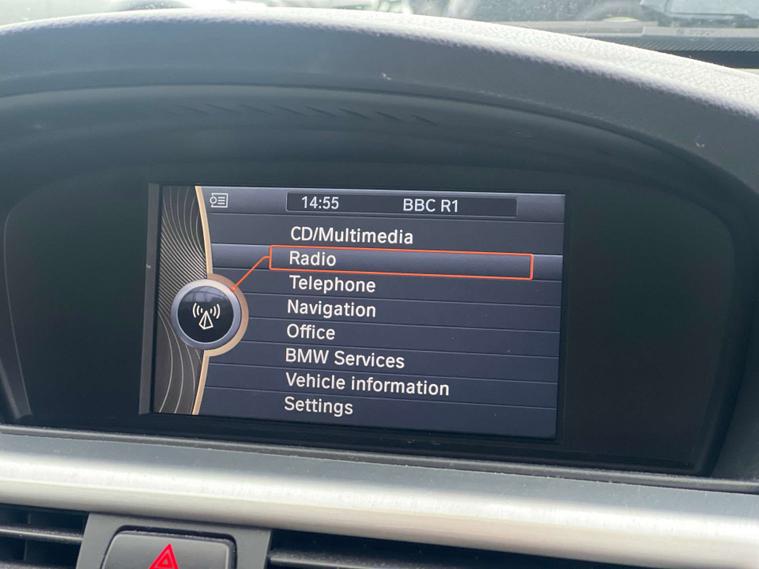 14:55 BBC R1
CD/Multimedia
Radio
Telephone
Navigation
Office
BMW Services
Vehicle information
Settings